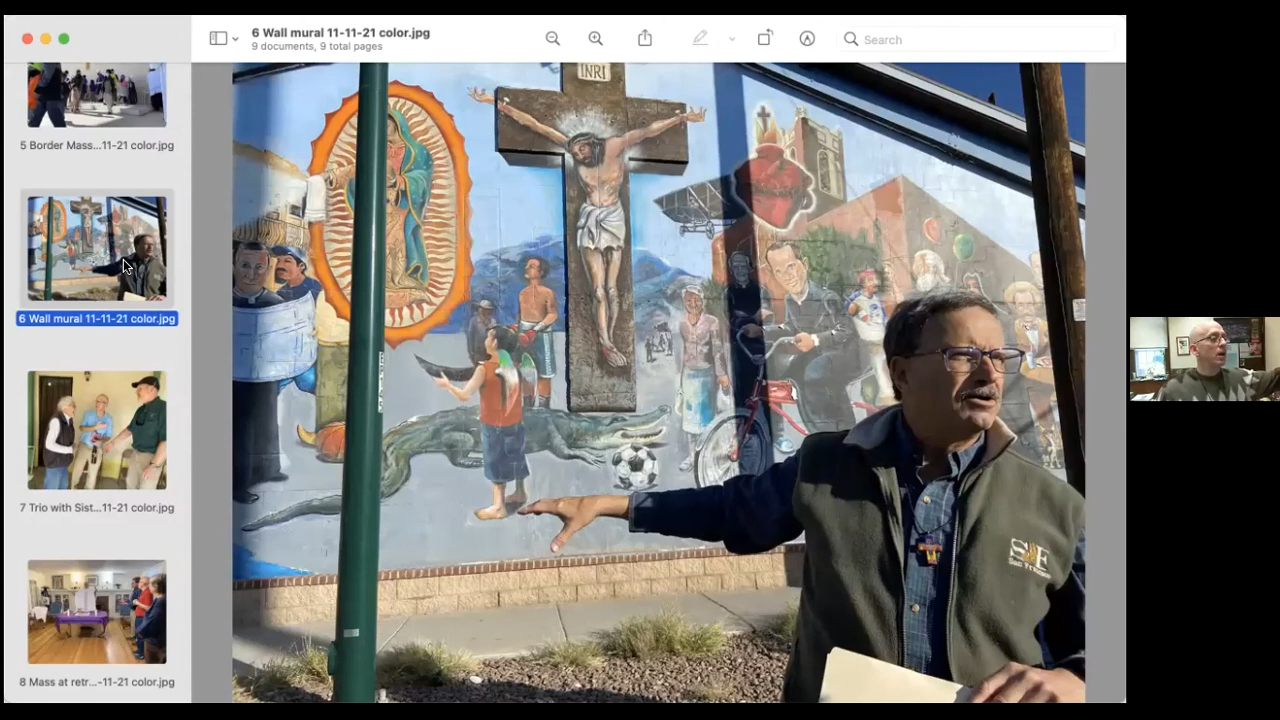 6 Wall mural 11-11-21 color.jpg
9 documents, 9 total pages
Search
5 Border Mass...11-21 color.jpg
6 Wall mural 11-11-21 color.jpg
7 Trio with Sist...11-21 color.jpg
8 Mass at retr...-11-21 color.jpg
INRI